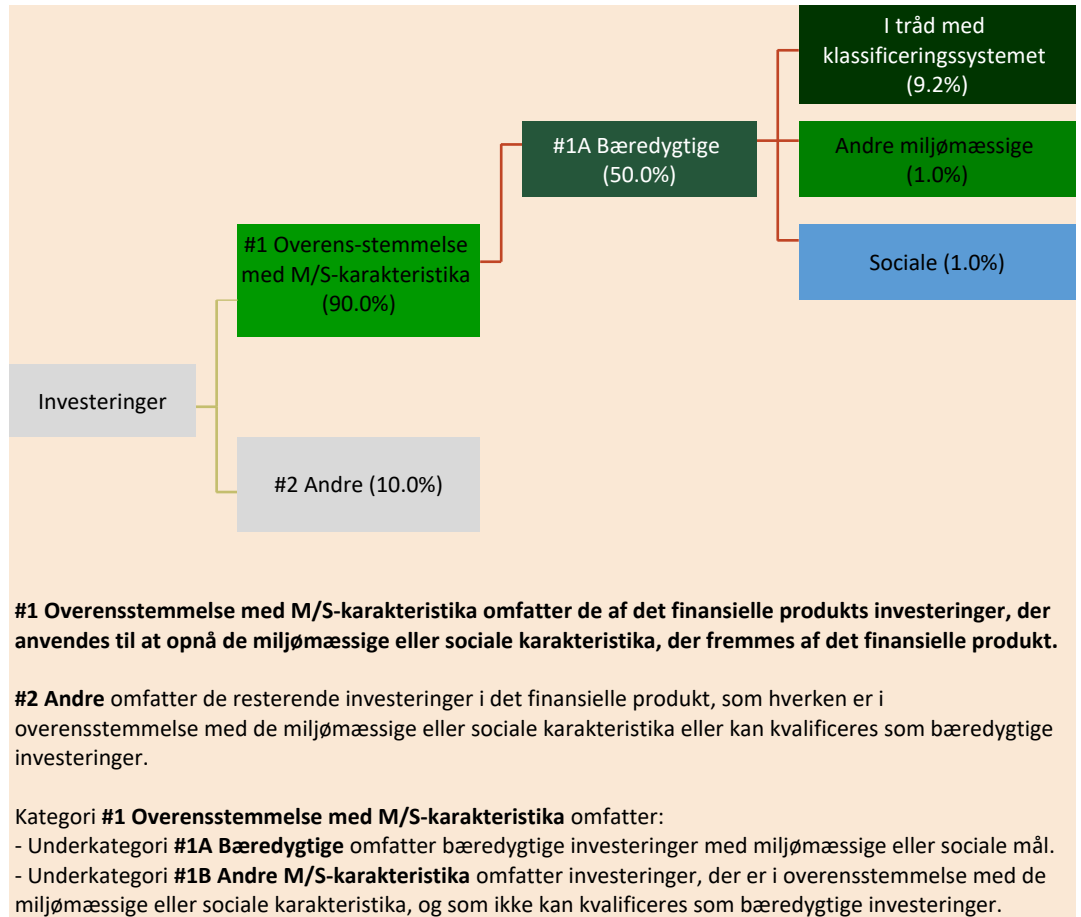 I tråd med
klassificeringssystemet
(9.2%)
#1A Bæredygtige
(50.0%)
Andre miljømæssige
(1.0%)
#1 Overens-stemmelse
med M/S-karakteristika
(90.0%)
Sociale (1.0%)
Investeringer
#2 Andre (10.0%)
#1 Overensstemmelse med M/S-karakteristika omfatter de af det finansielle produkts investeringer, der
anvendes til at opnå de miljømæssige eller sociale karakteristika, der fremmes af det finansielle produkt.
#2 Andre omfatter de resterende investeringer i det finansielle produkt, som hverken er i
overensstemmelse med de miljømæssige eller sociale karakteristika eller kan kvalificeres som bæredygtige
investeringer.
Kategori #1 Overensstemmelse med M/S-karakteristika omfatter:
- Underkategori #1A Bæredygtige omfatter bæredygtige investeringer med miljømæssige eller sociale mål.
- Underkategori #1B Andre M/S-karakteristika omfatter investeringer, der er i overensstemmelse med de
miljømæssige eller sociale karakteristika, og som ikke kan kvalificeres som bæredygtige investeringer.